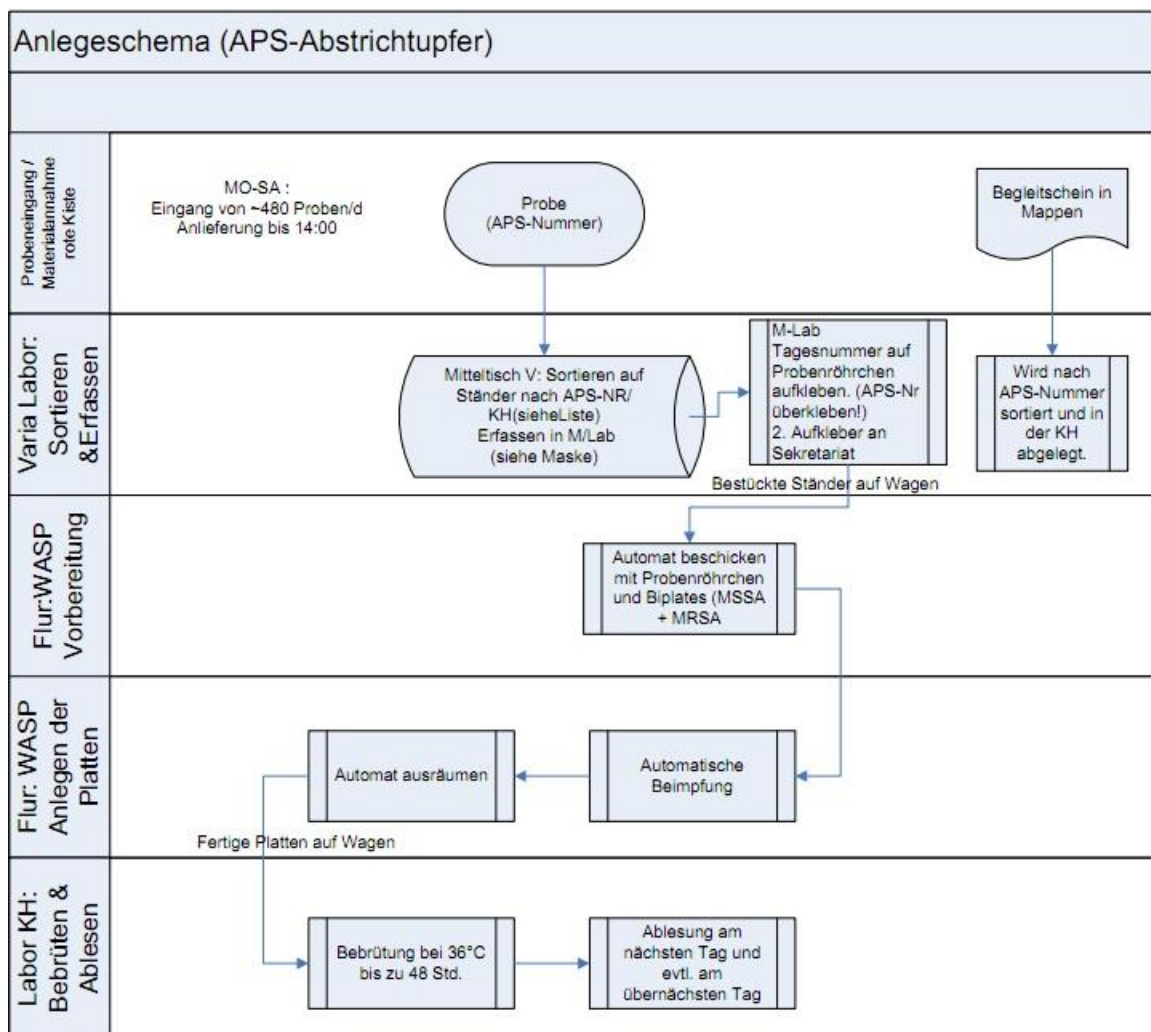 Anlegeschema (APS-Abstrichtupfer)
Probeneingang /
Materialannahme
rote Kiste
MO-SA :
Eingang von ~480 Proben/d
Anlieferung bis 14:00
Probe
(APS-Nummer)
Begleitschein in
Mappen
Varia Labor:
Sortieren
&Erfassen
Mitteltisch V: Sortieren auf
Ständer nach APS-NR/
KH(sieheListe)
Erfassen in M/Lab
(siehe Maske)
M-Lab
Tagesnummer auf
Probenröhrchen
aufkleben. (APS-Nr
überkleben!)
2. Aufkleber an
Sekretariat
Wird nach
APS-Nummer
sortiert und in
der KH
abgelegt.
Bestückte Ständer auf Wagen
Flur:WASP
Vorbereitung
Automat beschicken
mit Probenröhrchen
und Biplates (MSSA
+ MRSA
Flur: WASP
Anlegen der
Platten
Automat ausräumen
Automatische
Beimpfung
Fertige Platten auf Wagen
Labor KH:
Bebrüten &
Ablesen
Bebrütung bei 36°C
bis zu 48 Std.
Ablesung am
nächsten Tag und
evtl. am
übernächsten Tag